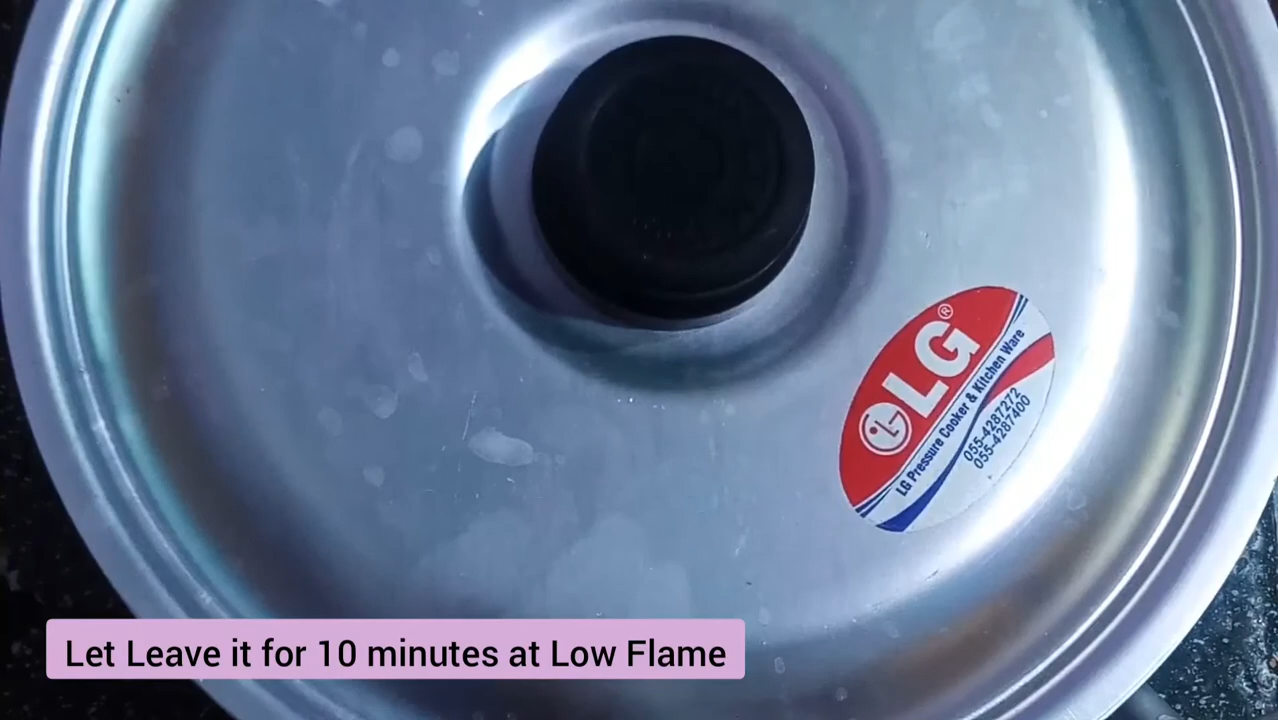 LG®
LG Pressure Cooker & Kitchen Ware
055-4287272
055-4287400
Let Leave it for 10 minutes at Low Flame